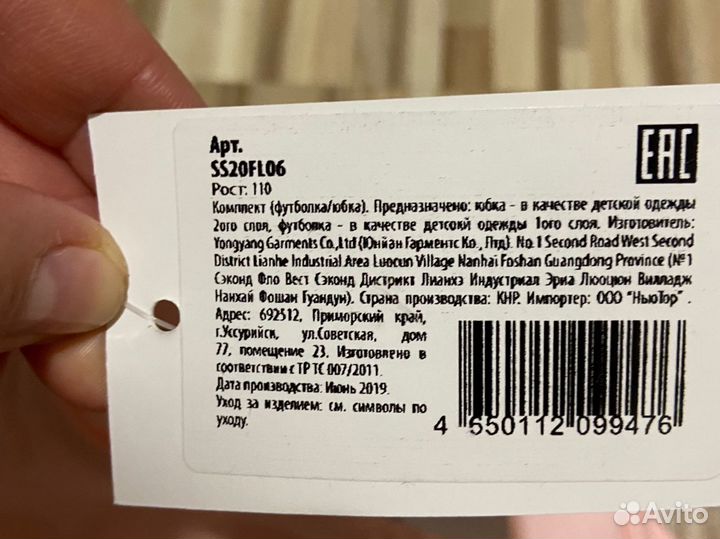 Арт.
SS20FL06
EAC
Рост: 110
Комплект (футболка/юбка). Предназначено: юбка - в качестве детской одежды
2ого слоя, футболка - в качестве детской одежды 1ого слоя. Изготовитель:
Yongyang Garments Co., Ltd (Юнйан Гарментс Ко., Лтд). No.1 Second Road West Second
District Lianhe Industrial Area Luocun Village Nanhai Foshan Guangdong Province (№1
Сэконд Фло Вест Сэконд Дистрикт Лианхэ Индустриал Эриа Люоцюн Вилладж
Нанхай Фошан Гуандун). Страна производства: КНР. Импортер: ООО "НьюТор" .
Адрес: 692512, Приморский край,
г.Уссурийск, ул.Советская, дом
77, помещение 23. Изготовлено в
соответствии с ТР ТС 007/2011.
Дата производства: Июнь 2019.
Уход за изделием: см. символы по
уходу.
4 650112 099476
Avito